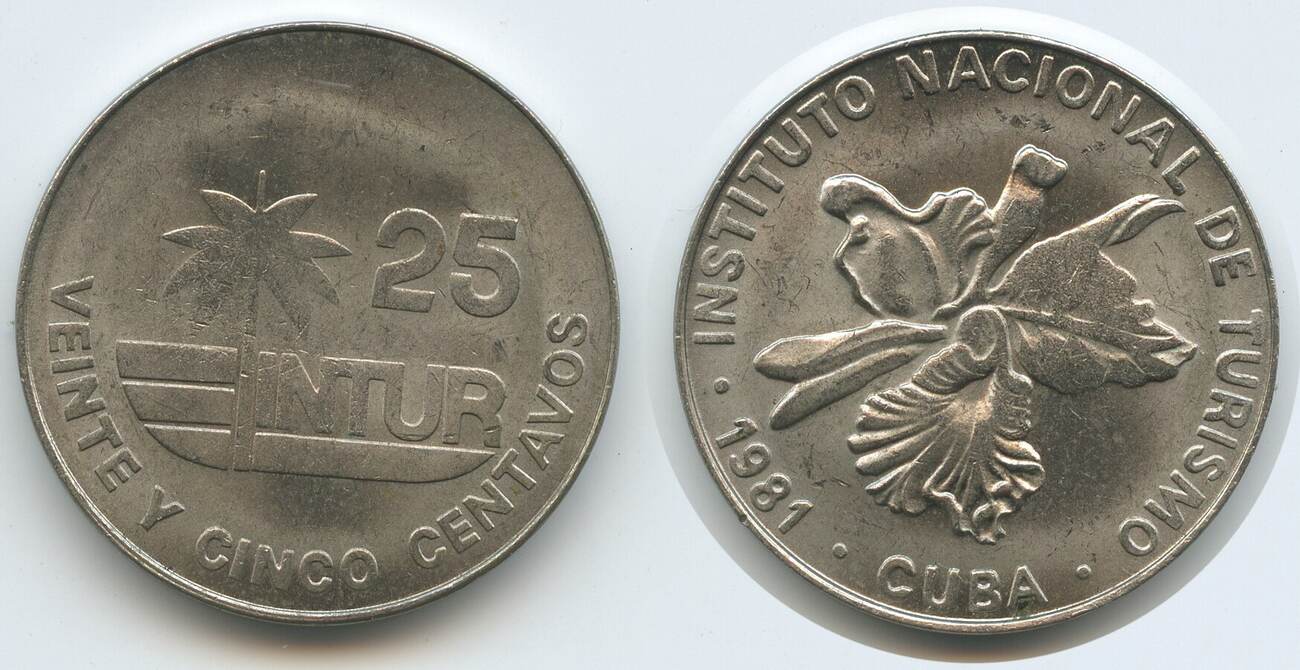 25
INTUR
VEINTE Y CINCO CENTAVOS
INSTITUTO NACIONAL DE TURISMO
· 1981 · CUBA ·